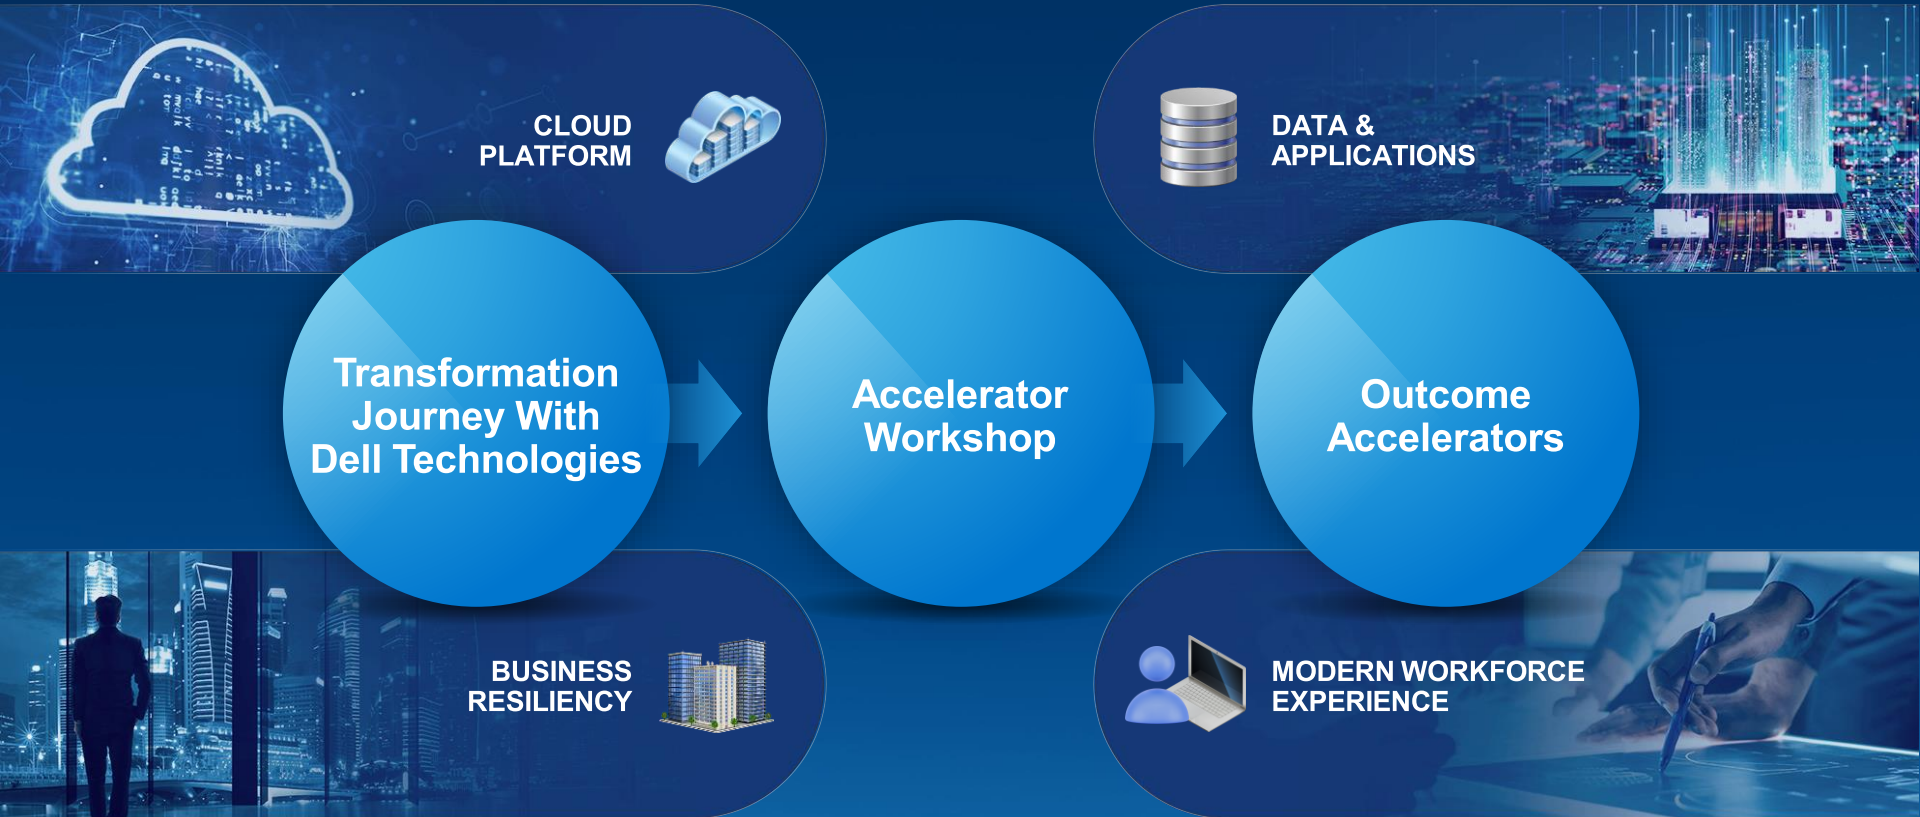 CLOUD
PLATFORM
DATA &
APPLICATIONS
Transformation
Journey With
Dell Technologies
Accelerator
Workshop
Outcome
Accelerators
BUSINESS
RESILIENCY
MODERN WORKFORCE
EXPERIENCE